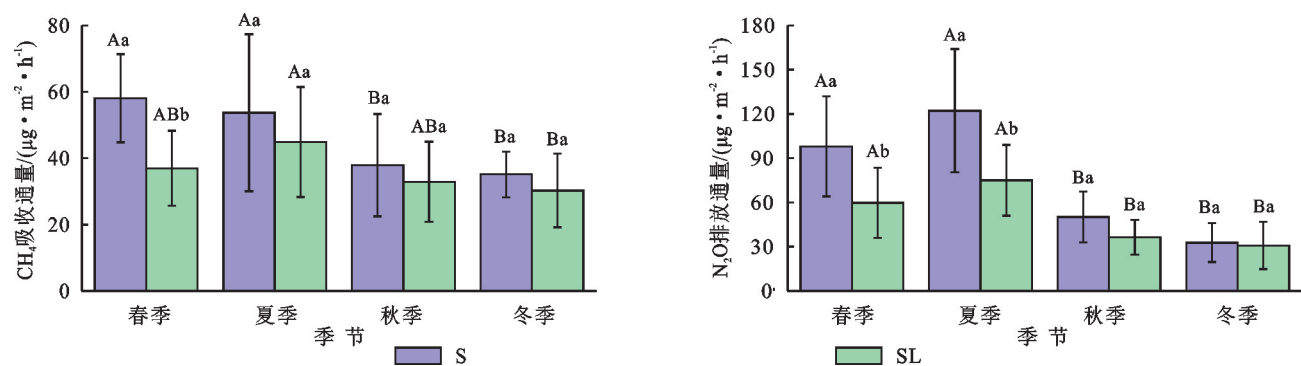 CH₄吸收通量/(μg·m⁻²·h⁻¹)
80
60
40
20
0
Aa
ABb
Aa
Aa
Ba
ABa
Ba
Ba
春季
夏季
秋季
冬季
季 节
N₂O排放通量/(μg·m⁻²·h⁻¹)
180
150
120
90
60
30
0
Aa
Ab
Aa
Ab
Ba
Ba
Ba
Ba
春季
夏季
秋季
冬季
季 节
S
SL